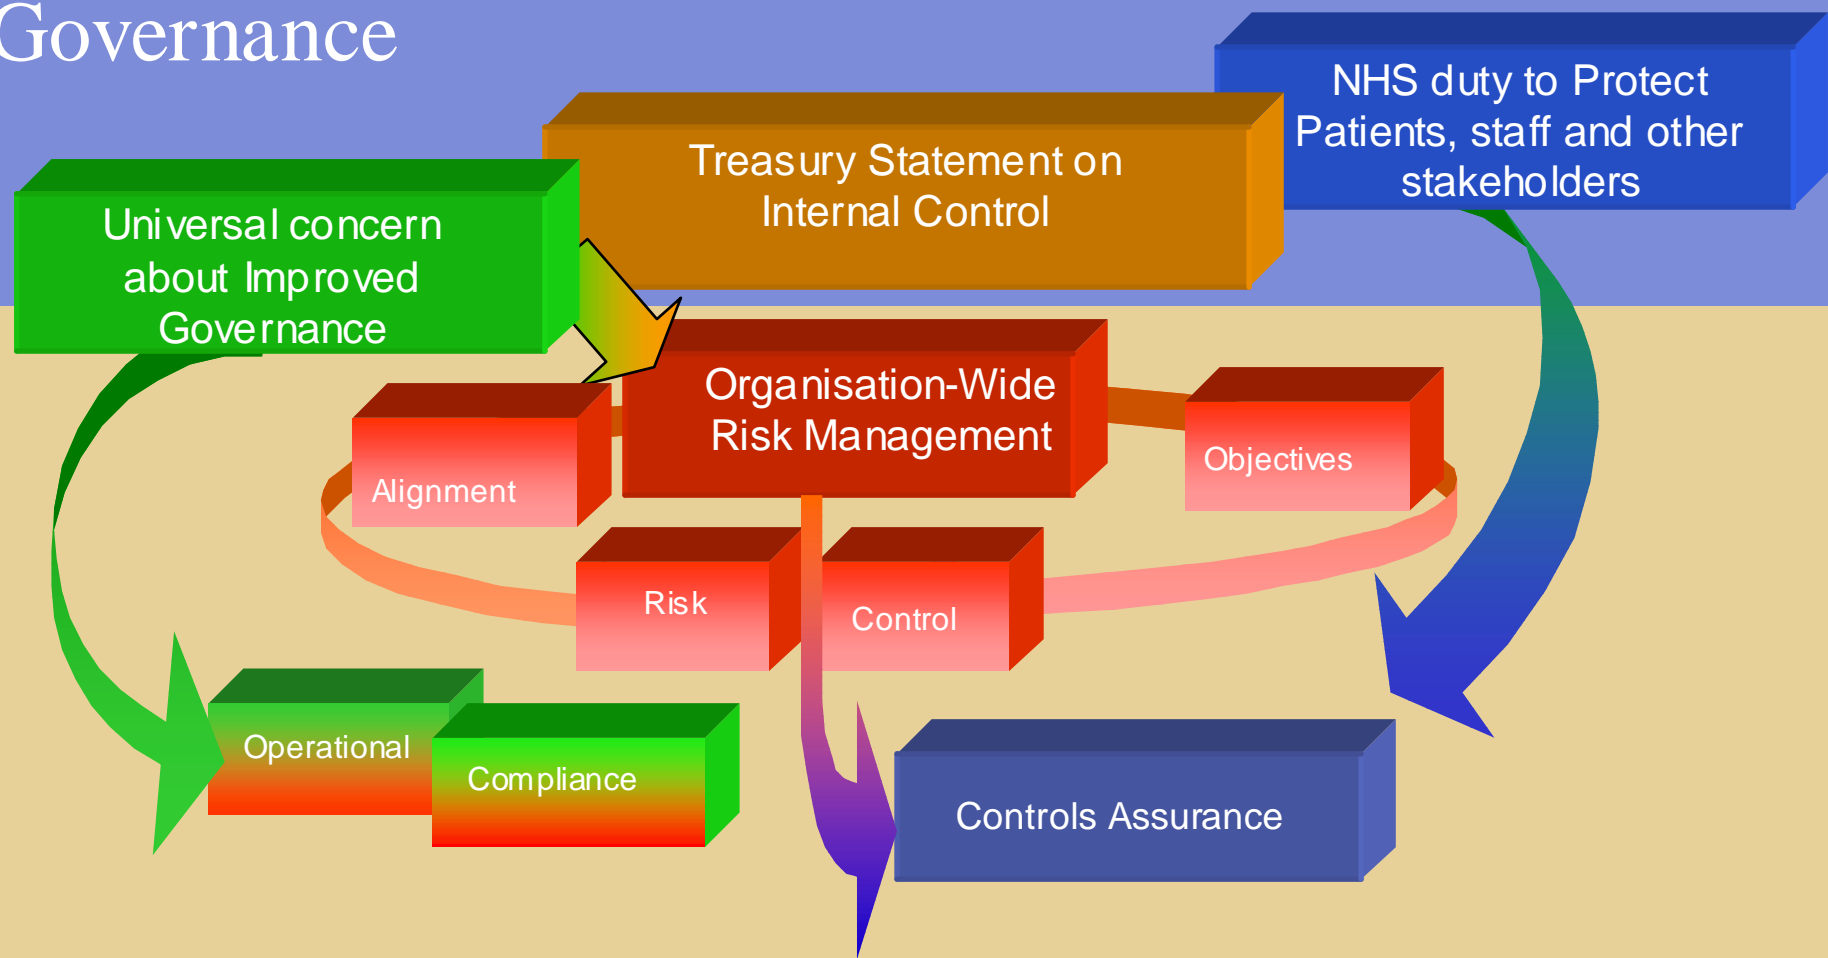 Governance
NHS duty to Protect
Patients, staff and other
stakeholders
Treasury Statement on
Internal Control
Universal concern
about Improved
Governance
Organisation-Wide
Risk Management
Objectives
Alignment
Risk
Control
Operational
Compliance
Controls Assurance